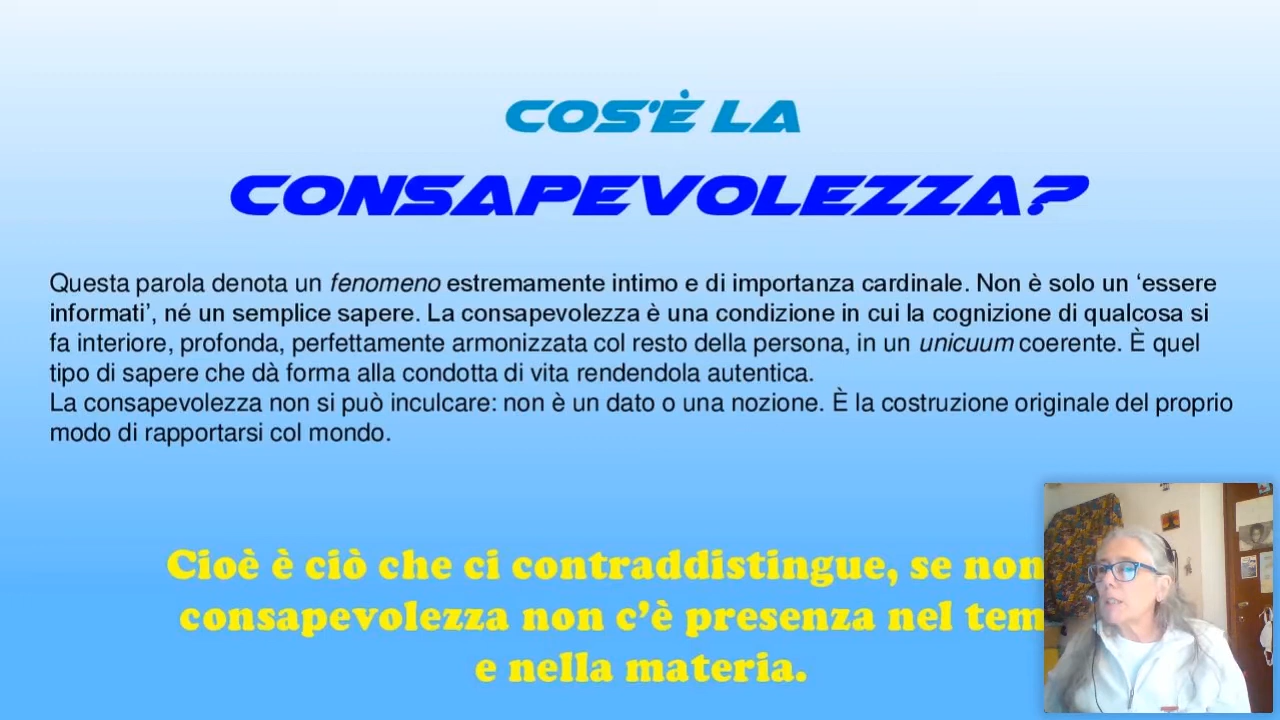 COS'È LA
CONSAPEVOLEZZA?
Questa parola denota un fenomeno estremamente intimo e di importanza cardinale. Non è solo un ‘essere
informati’, né un semplice sapere. La consapevolezza è una condizione in cui la cognizione di qualcosa si
fa interiore, profonda, perfettamente armonizzata col resto della persona, in un unicuum coerente. È quel
tipo di sapere che dà forma alla condotta di vita rendendola autentica.
La consapevolezza non si può inculcare: non è un dato o una nozione. È la costruzione originale del proprio
modo di rapportarsi col mondo.
Cioè è ciò che ci contraddistingue, se non
consapevolezza non c’è presenza nel tem
e nella materia.